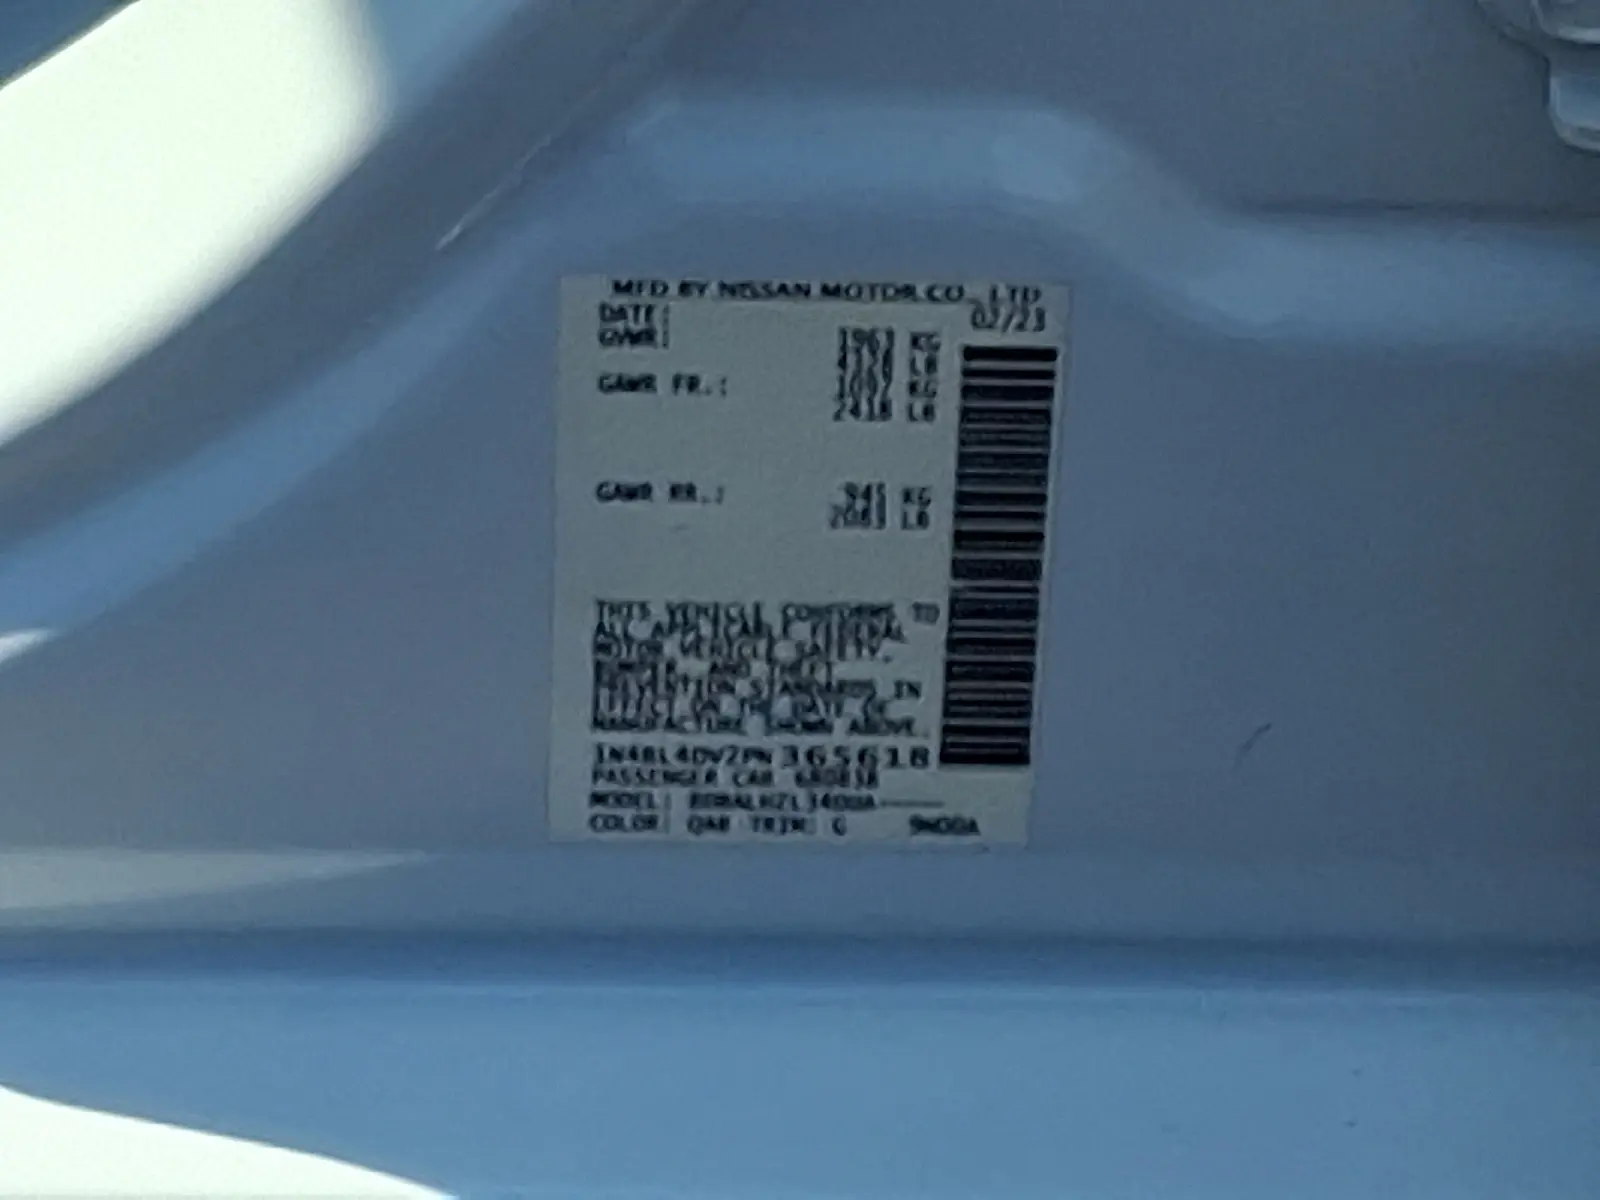 MFD BY NISSAN MOTOR CO., LTD
DATE: 02/23
GVWR: 1963 KG
4328 LB
GAWR FR.: 1097 KG
2418 LB
GAWR RR.: 945 KG
2083 LB
THIS VEHICLE CONFORMS TO
ALL APPLICABLE FEDERAL
MOTOR VEHICLE SAFETY,
BUMPER, AND THEFT
PREVENTION STANDARDS IN
EFFECT ON THE DATE OF
MANUFACTURE SHOWN ABOVE.
1N4BL4DV2PN 365618
PASSENGER CAR
MODEL:
COLOR: QAB TRIM: G